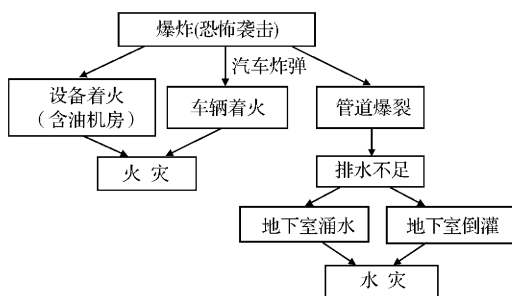 爆炸(恐怖袭击)
汽车炸弹
设备着火
（含油机房）
车辆着火
管道爆裂
火 灾
排水不足
地下室涌水
地下室倒灌
水 灾